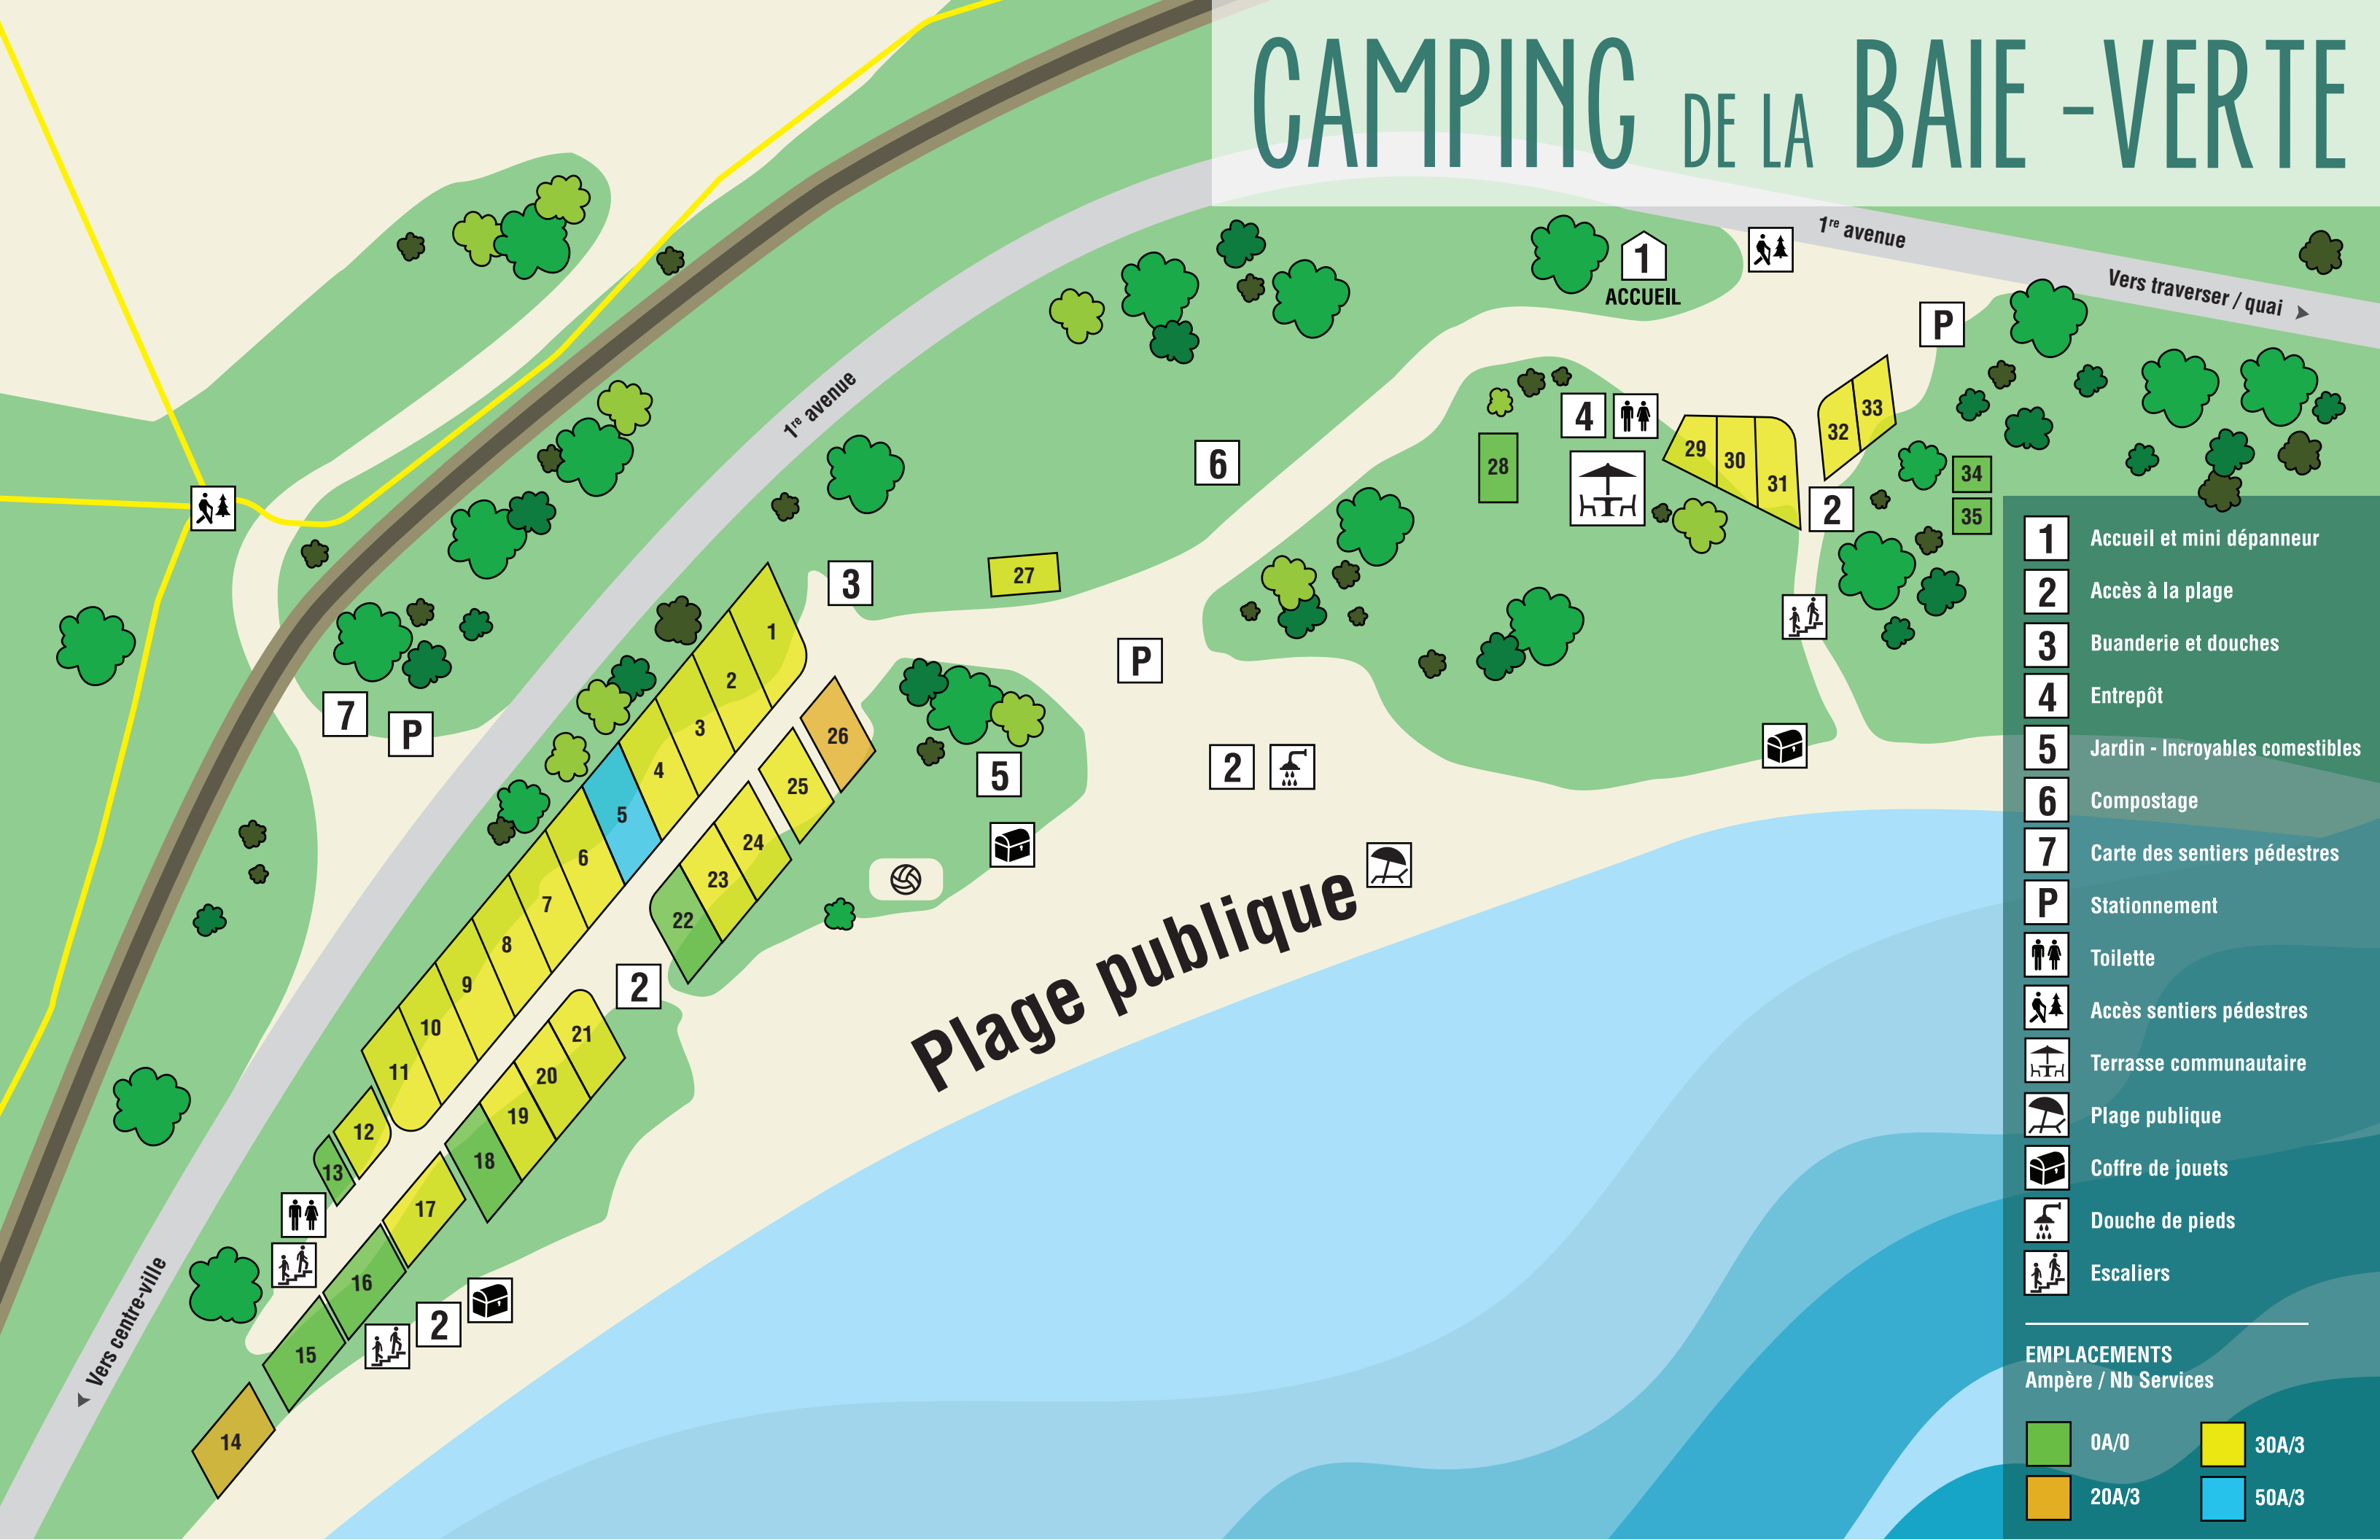 CAMPING DE LA BAIE -VERTE
1re avenue
Vers traverser / quai
1
ACCUEIL
P
1re avenue
33
32
4
29
30
31
28
6
34
35
2
3
27
1
2
3
4
5
6
7
8
9
10
11
12
13
P
7
P
26
25
24
23
22
5
2
2
21
20
19
18
17
16
15
14
2
Plage publique
Vers centre-ville
1 Accueil et mini dépanneur
2 Accès à la plage
3 Buanderie et douches
4 Entrepôt
5 Jardin - Incroyables comestibles
6 Compostage
7 Carte des sentiers pédestres
P Stationnement
Toilette
Accès sentiers pédestres
Terrasse communautaire
Plage publique
Coffre de jouets
Douche de pieds
Escaliers
EMPLACEMENTS
Ampère / Nb Services
0A/0
30A/3
20A/3
50A/3